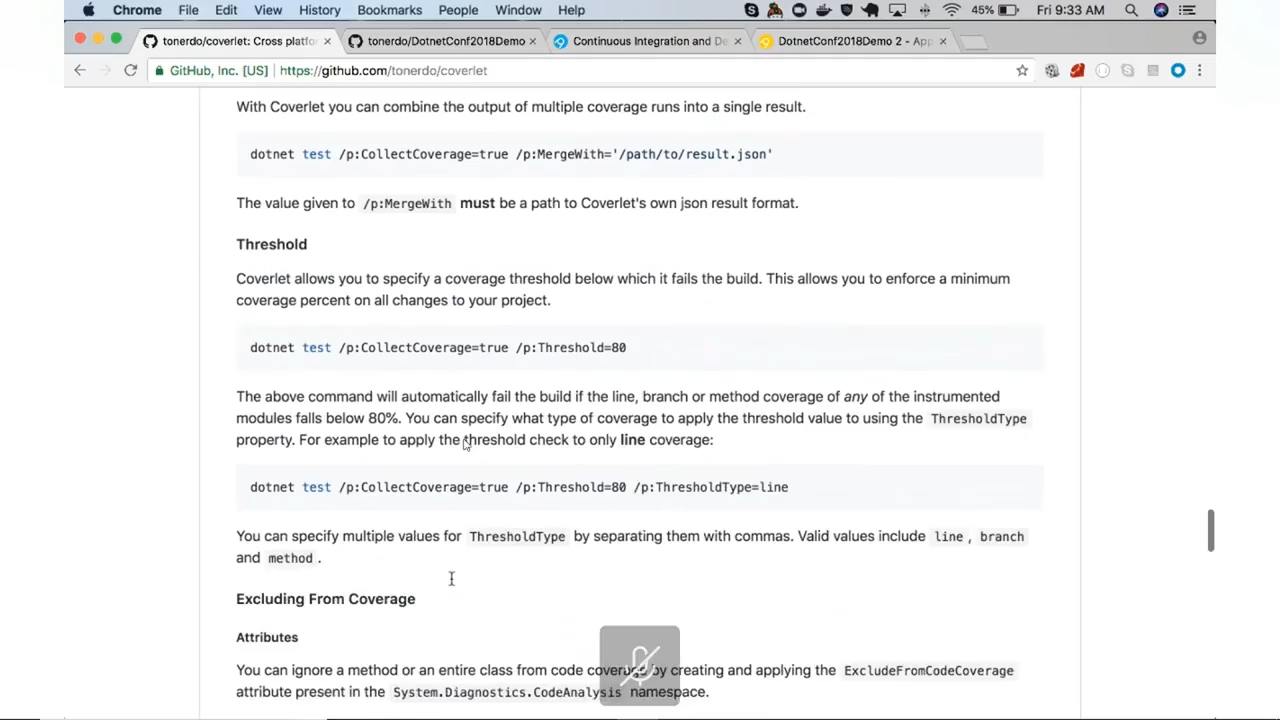 Chrome File Edit View History Bookmarks People Window Help 45% Fri 9:33 AM
tonerdo/coverlet: Cross platfo × tonerdo/DotnetConf2018Demo × Continuous Integration and De × DotnetConf2018Demo 2 - App ×
GitHub, Inc. [US] | https://github.com/tonerdo/coverlet
With Coverlet you can combine the output of multiple coverage runs into a single result.
dotnet test /p:CollectCoverage=true /p:MergeWith='/path/to/result.json'
The value given to /p:MergeWith must be a path to Coverlet's own json result format.
Threshold
Coverlet allows you to specify a coverage threshold below which it fails the build. This allows you to enforce a minimum
coverage percent on all changes to your project.
dotnet test /p:CollectCoverage=true /p:Threshold=80
The above command will automatically fail the build if the line, branch or method coverage of any of the instrumented
modules falls below 80%. You can specify what type of coverage to apply the threshold value to using the ThresholdType
property. For example to apply the threshold check to only line coverage:
dotnet test /p:CollectCoverage=true /p:Threshold=80 /p:ThresholdType=line
You can specify multiple values for ThresholdType by separating them with commas. Valid values include line , branch
and method .
Excluding From Coverage
Attributes
You can ignore a method or an entire class from code coverage by creating and applying the ExcludeFromCodeCoverage
attribute present in the System.Diagnostics.CodeAnalysis namespace.